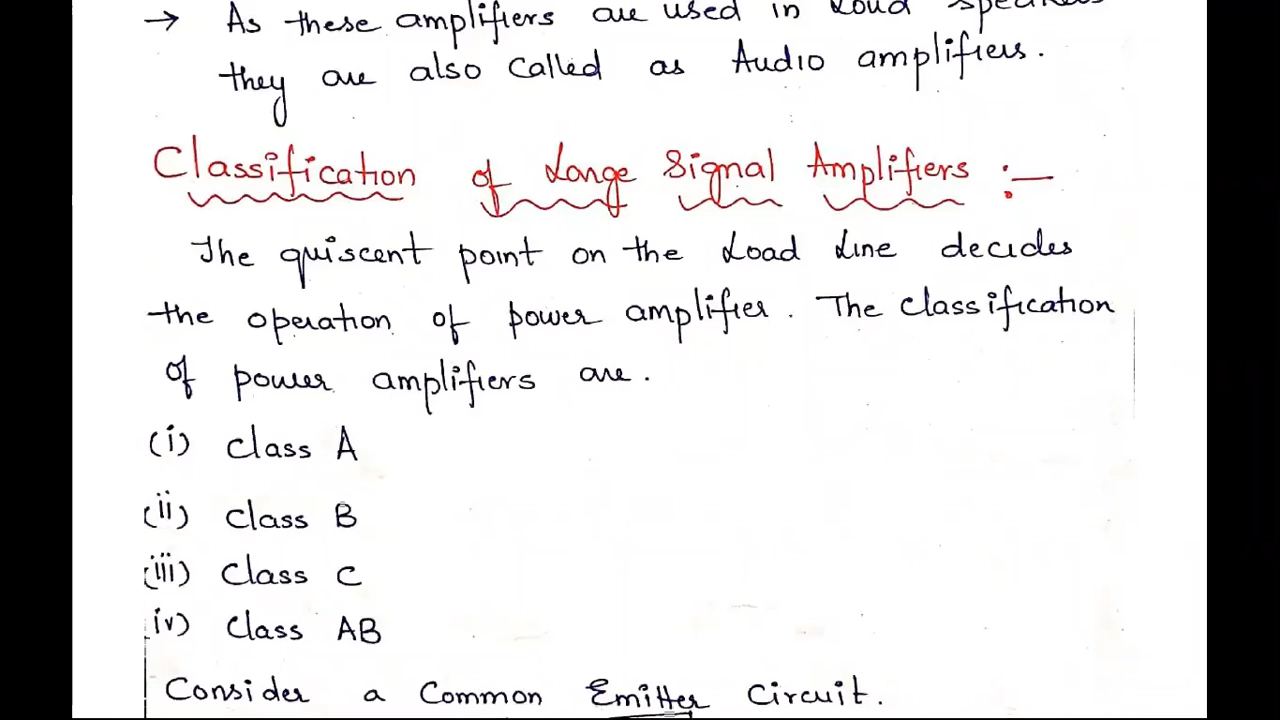 → As these amplifiers are used in Loud speakers
they are also called as Audio amplifiers.
Classification of Large Signal Amplifiers :-
The quiscent point on the Load Line decides
the operation of power amplifier. The classification
of power amplifiers are.
(i) class A
(ii) class B
(iii) class c
(iv) class AB
Consider a Common Emitter Circuit.